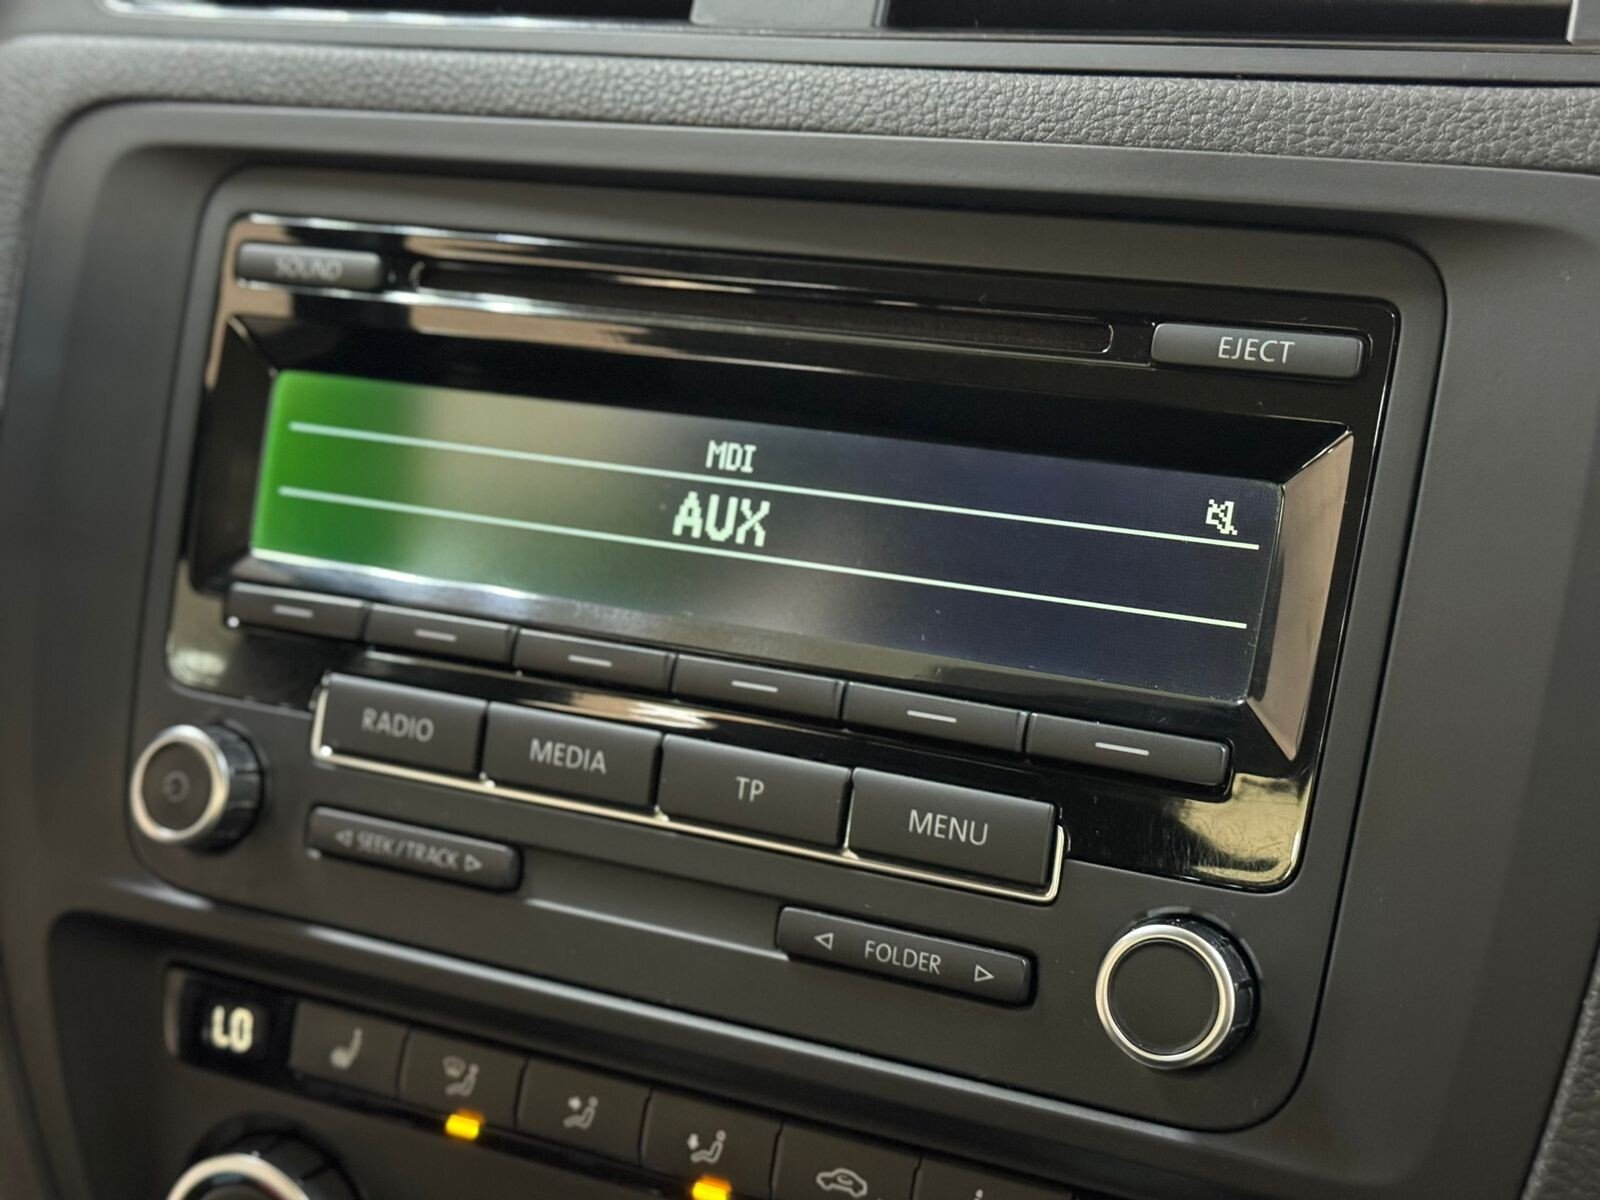 SOUND
EJECT
MDI
AUX
RADIO
MEDIA
TP
MENU
SEEK/TRACK
FOLDER
LO